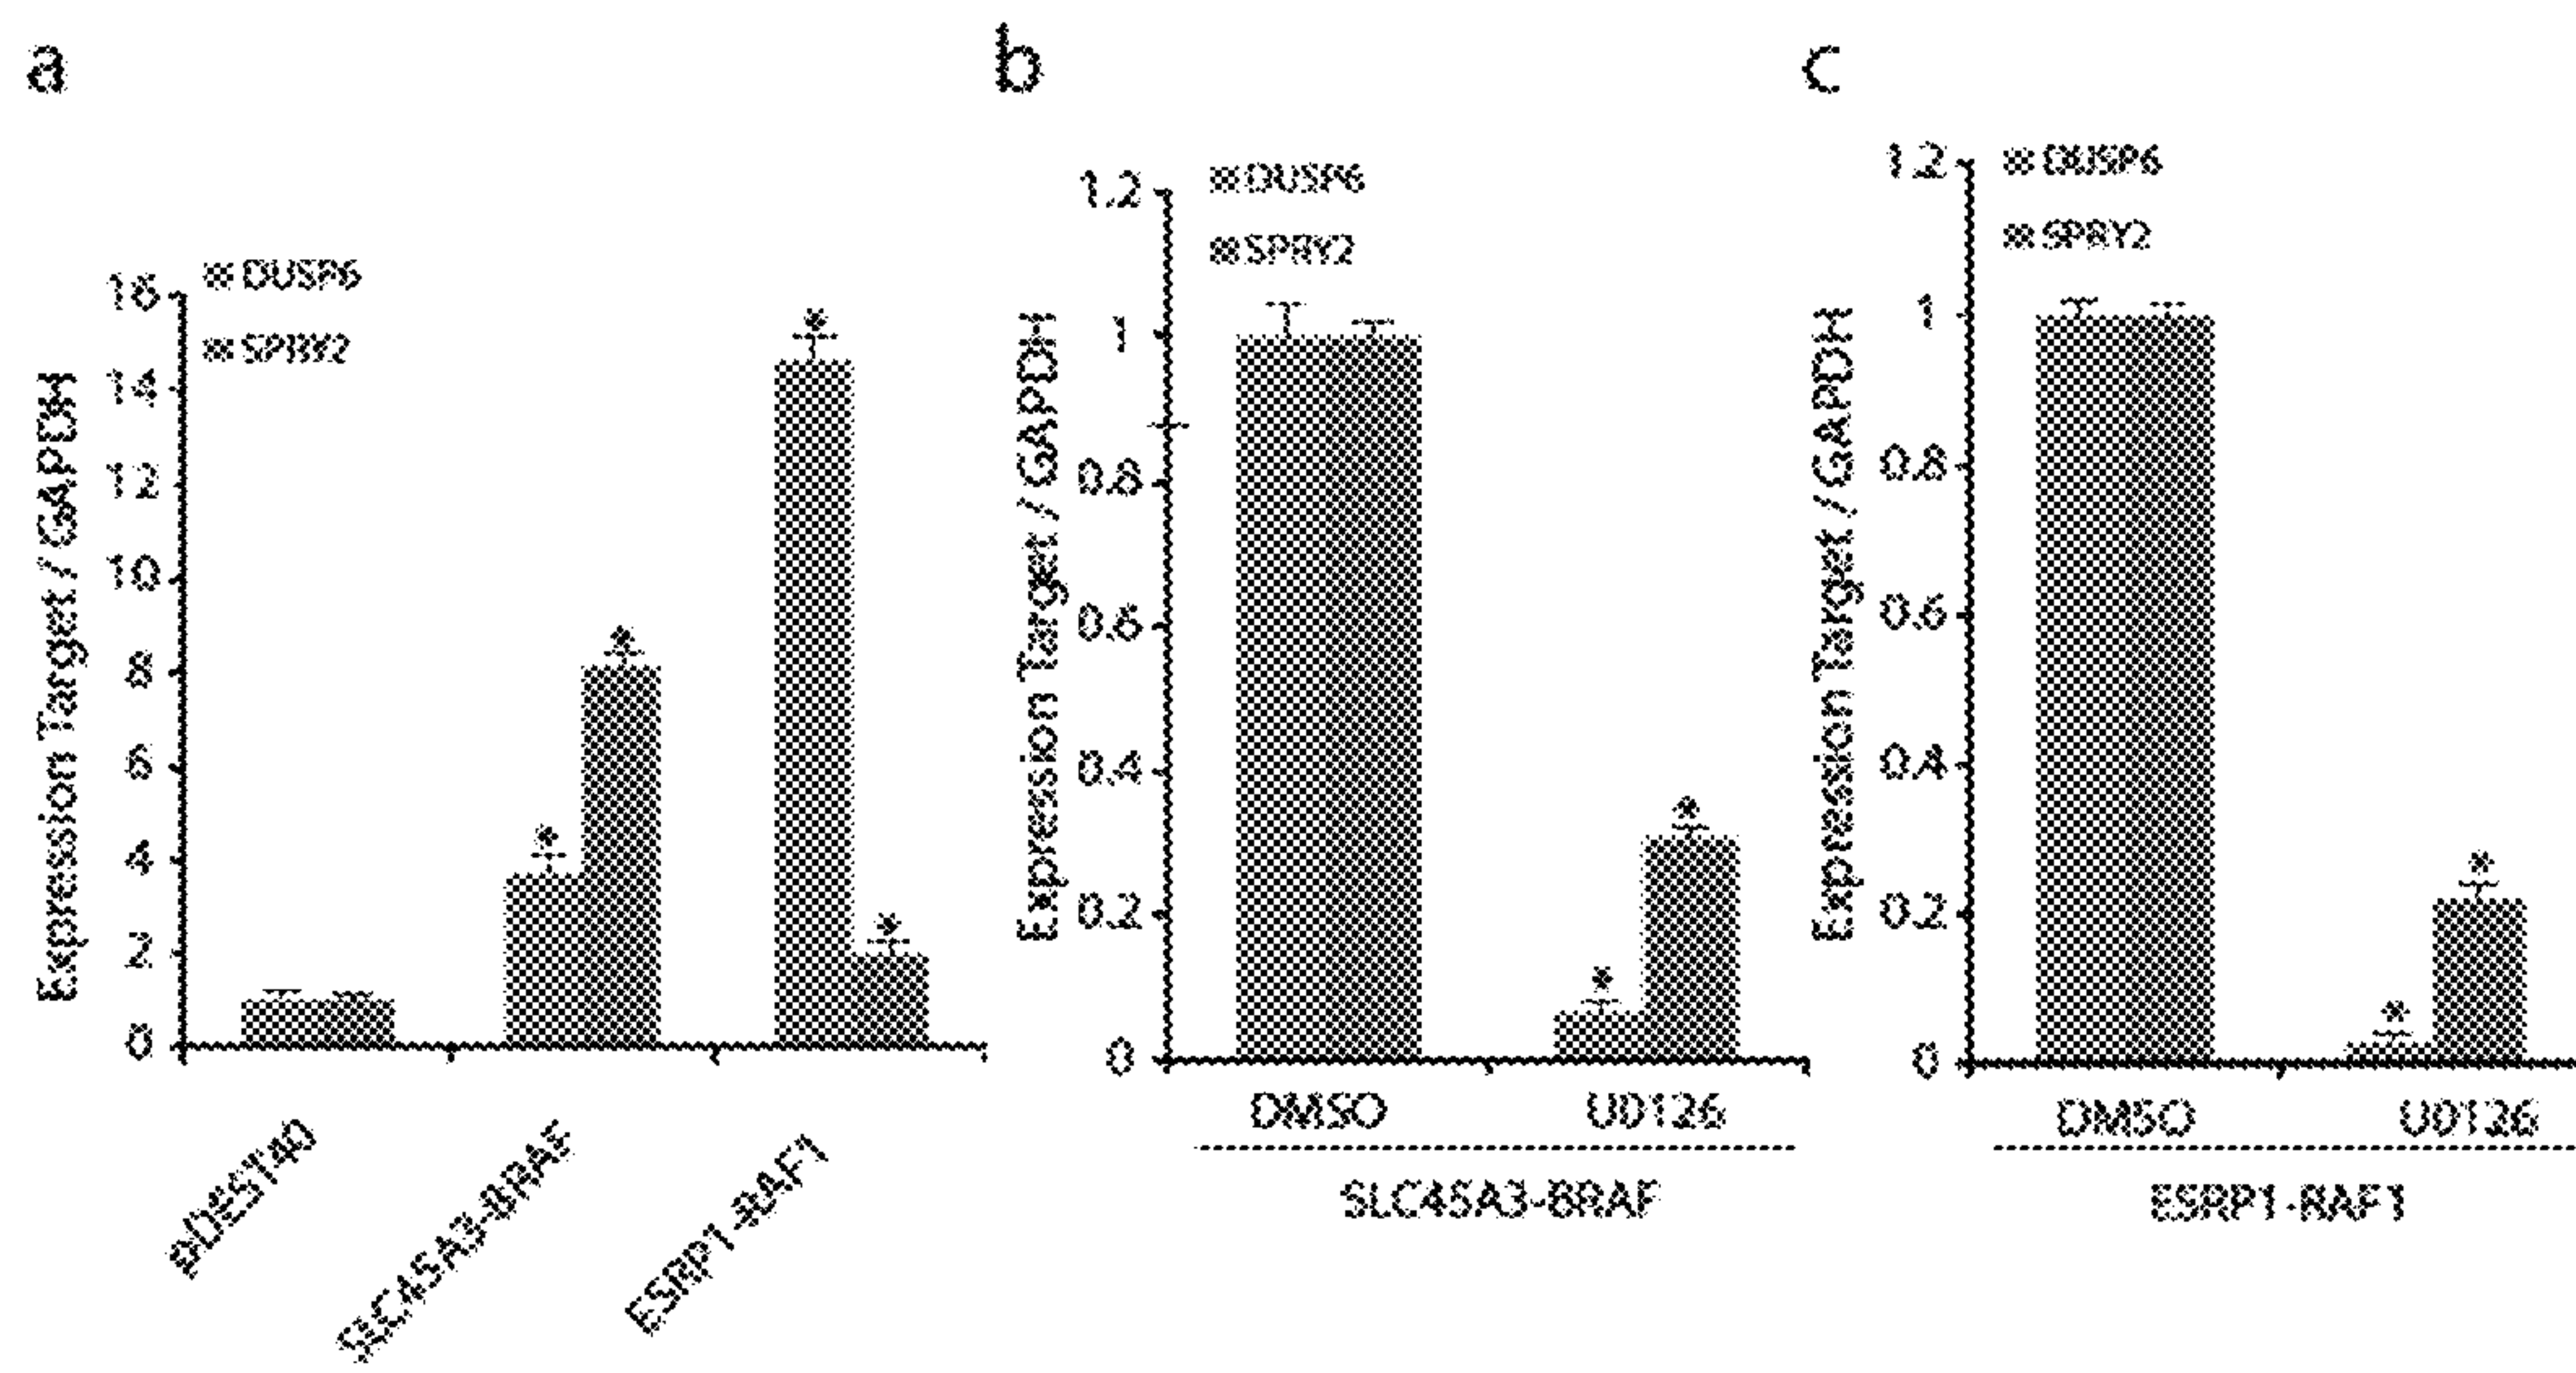 a
DUSP6
SPRY2
Expression Target / GAPDH
16
14
12
10
8
6
4
2
0
*
*
*
*
pDEST40
SLC45A3-BRAF
ESRP1-RAF1
b
DUSP6
SPRY2
Expression Target / GAPDH
1.2
1
0.8
0.6
0.4
0.2
0
*
*
DMSO U0126
SLC45A3-BRAF
c
DUSP6
SPRY2
Expression Target / GAPDH
1.2
1
0.8
0.6
0.4
0.2
0
*
*
DMSO U0126
ESRP1-RAF1